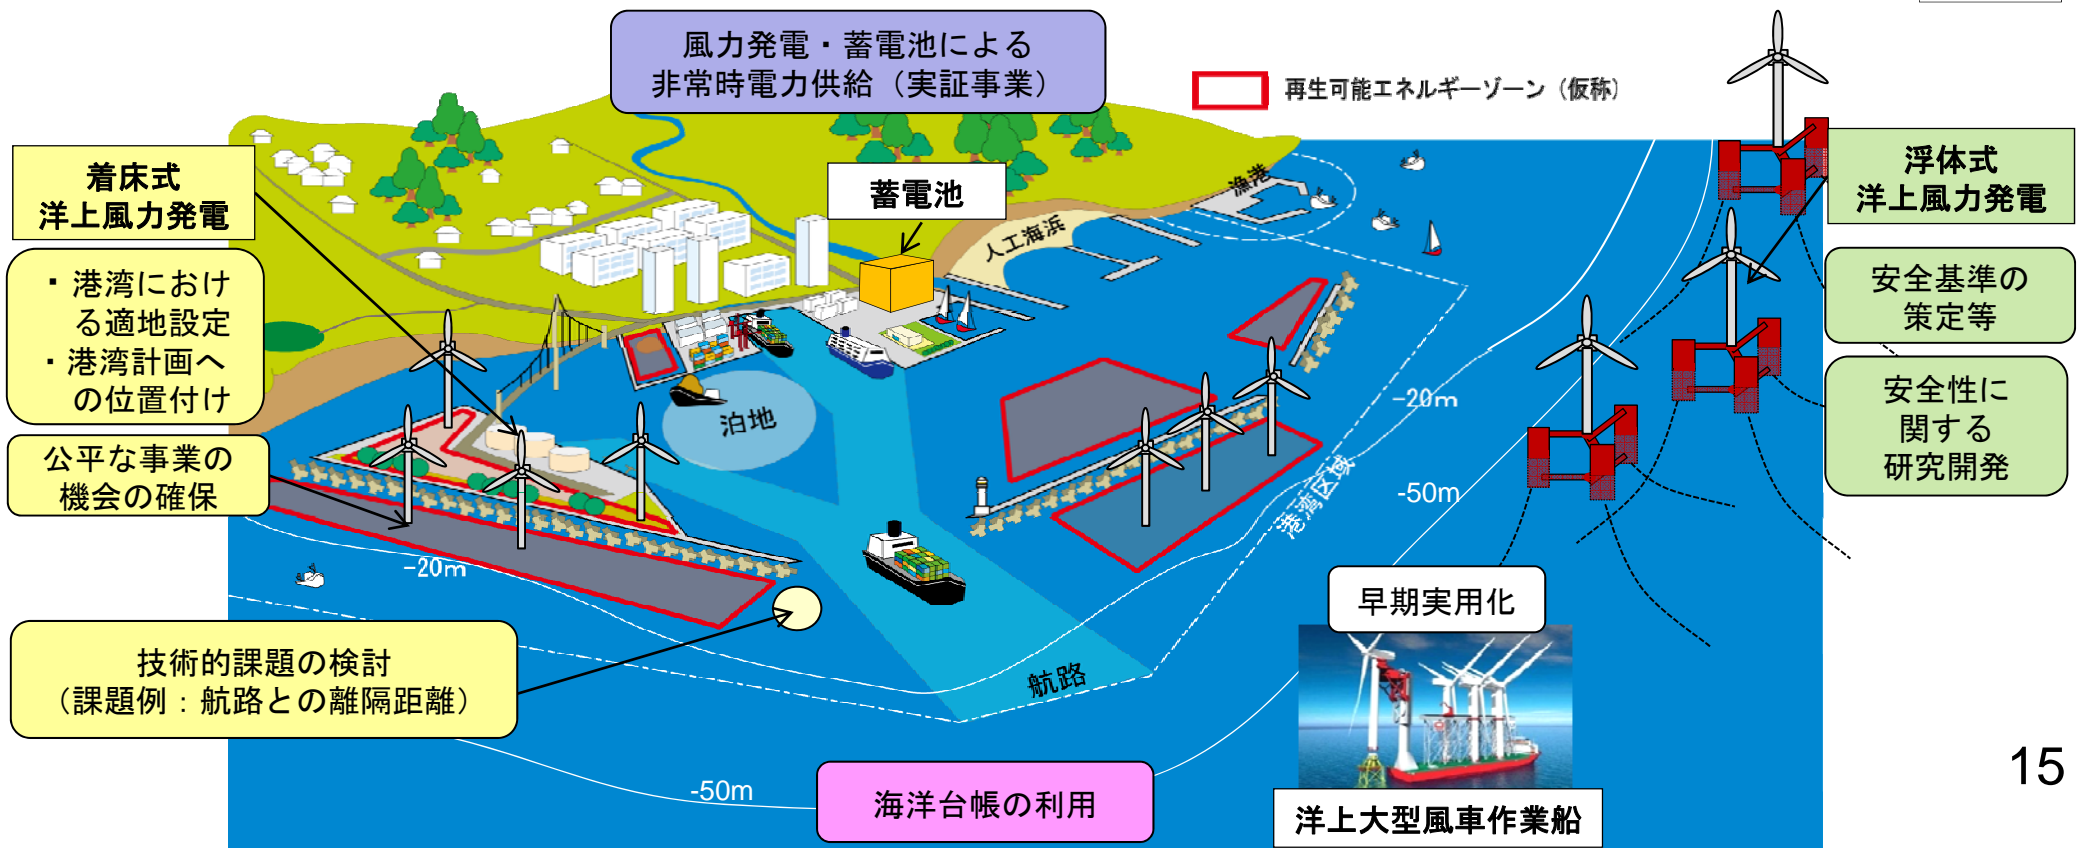 風力発電・蓄電池による
非常時電力供給（実証事業）
再生可能エネルギーゾーン（仮称）
着床式
洋上風力発電
蓄電池
漁港
人工海浜
浮体式
洋上風力発電
・港湾におけ
る適地設定
・港湾計画へ
の位置付け
安全基準の
策定等
泊地
-20m
安全性に
関する
研究開発
公平な事業の
機会の確保
港湾区域
-50m
-20m
早期実用化
技術的課題の検討
（課題例：航路との離隔距離）
航路
-50m
海洋台帳の利用
洋上大型風車作業船
15